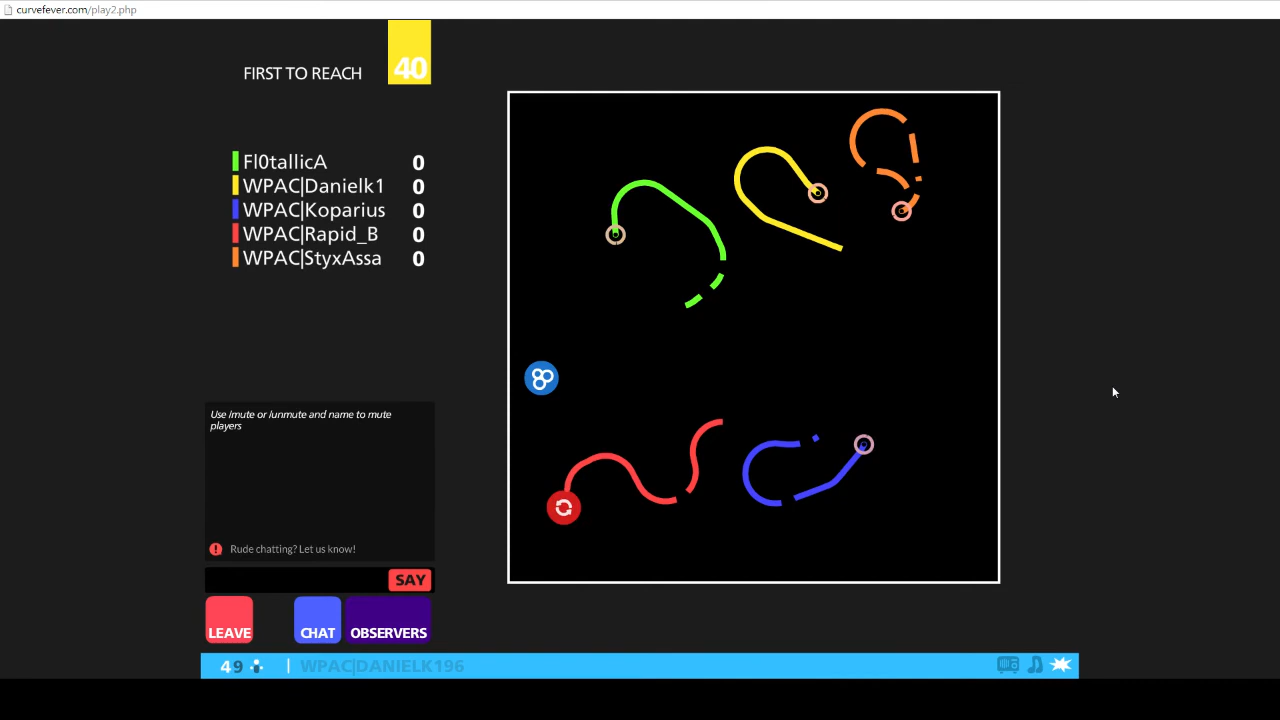 curvefever.com/play2.php
FIRST TO REACH 40
Fl0tallicA 0
WPAC|Danielk1 0
WPAC|Koparius 0
WPAC|Rapid_B 0
WPAC|StyxAssa 0
Use /mute or /unmute and name to mute
players
! Rude chatting? Let us know!
SAY
LEAVE CHAT OBSERVERS
49 | WPAC|DANIELK196